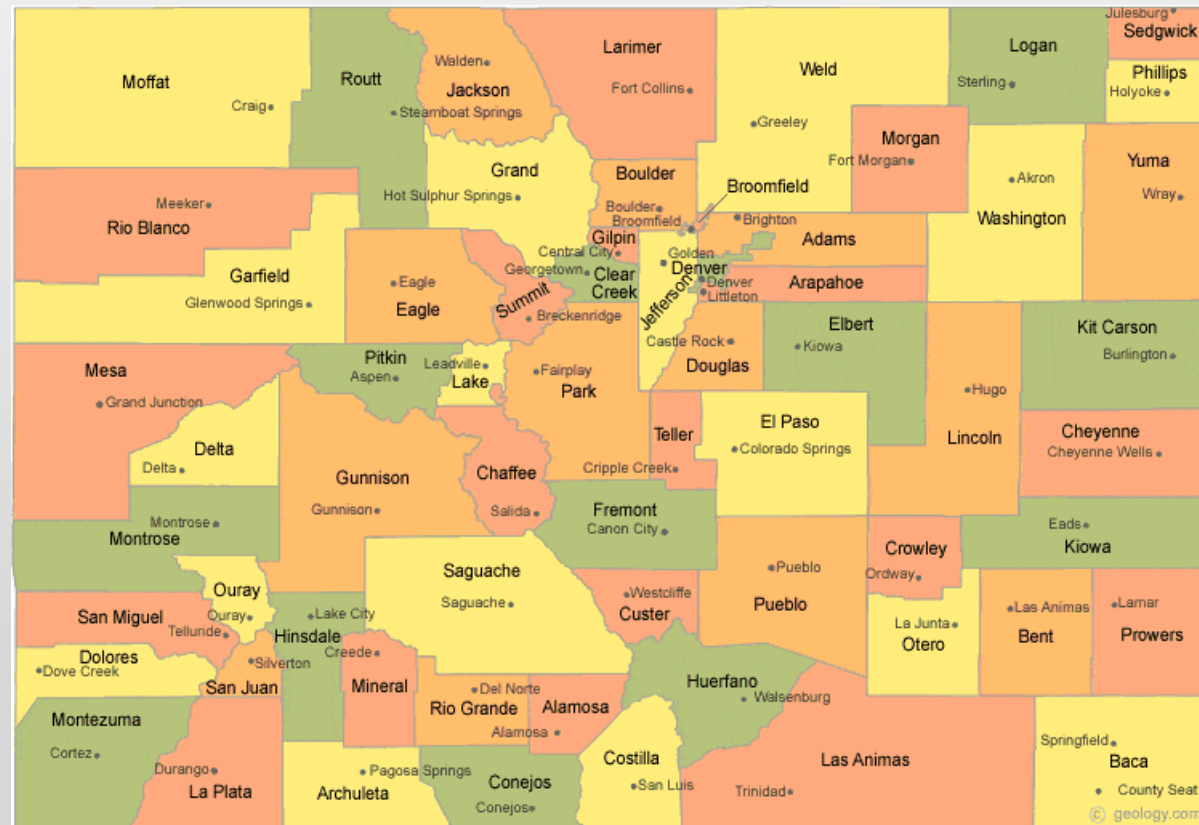 Julesburg
Sedgwick
Larimer
Logan
Walden
Weld
Phillips
Moffat
Routt
Jackson
Fort Collins
Sterling
Holyoke
Craig
Steamboat Springs
Greeley
Morgan
Fort Morgan
Yuma
Grand
Boulder
Akron
Meeker
Hot Sulphur Springs
Broomfield
Wray
Rio Blanco
Boulder
Broomfield
Brighton
Washington
Gilpin
Adams
Central City
Golden
Garfield
Georgetown
Clear
Creek
Denver
Eagle
Denver
Arapahoe
Glenwood Springs
Eagle
Summit
Jefferson
Littleton
Breckenridge
Elbert
Kit Carson
Castle Rock
Kiowa
Burlington
Pitkin
Leadville
Mesa
Aspen
Lake
Fairplay
Park
Douglas
Hugo
Grand Junction
El Paso
Cheyenne
Delta
Teller
Colorado Springs
Lincoln
Cheyenne Wells
Delta
Gunnison
Chaffee
Cripple Creek
Gunnison
Salida
Fremont
Montrose
Canon City
Eads
Montrose
Crowley
Kiowa
Saguache
Pueblo
Ordway
Ouray
Saguache
Westcliffe
Pueblo
Las Animas
Lamar
San Miguel
Ouray
Lake City
Custer
La Junta
Bent
Prowers
Telluride
Hinsdale
Otero
Dolores
Creede
Dove Creek
Silverton
San Juan
Mineral
Del Norte
Huerfano
Rio Grande
Alamosa
Walsenburg
Montezuma
Alamosa
Cortez
Springfield
Durango
Pagosa Springs
Costilla
Las Animas
Baca
La Plata
Archuleta
Conejos
San Luis
Trinidad
County Seat
Conejos
© geology.com